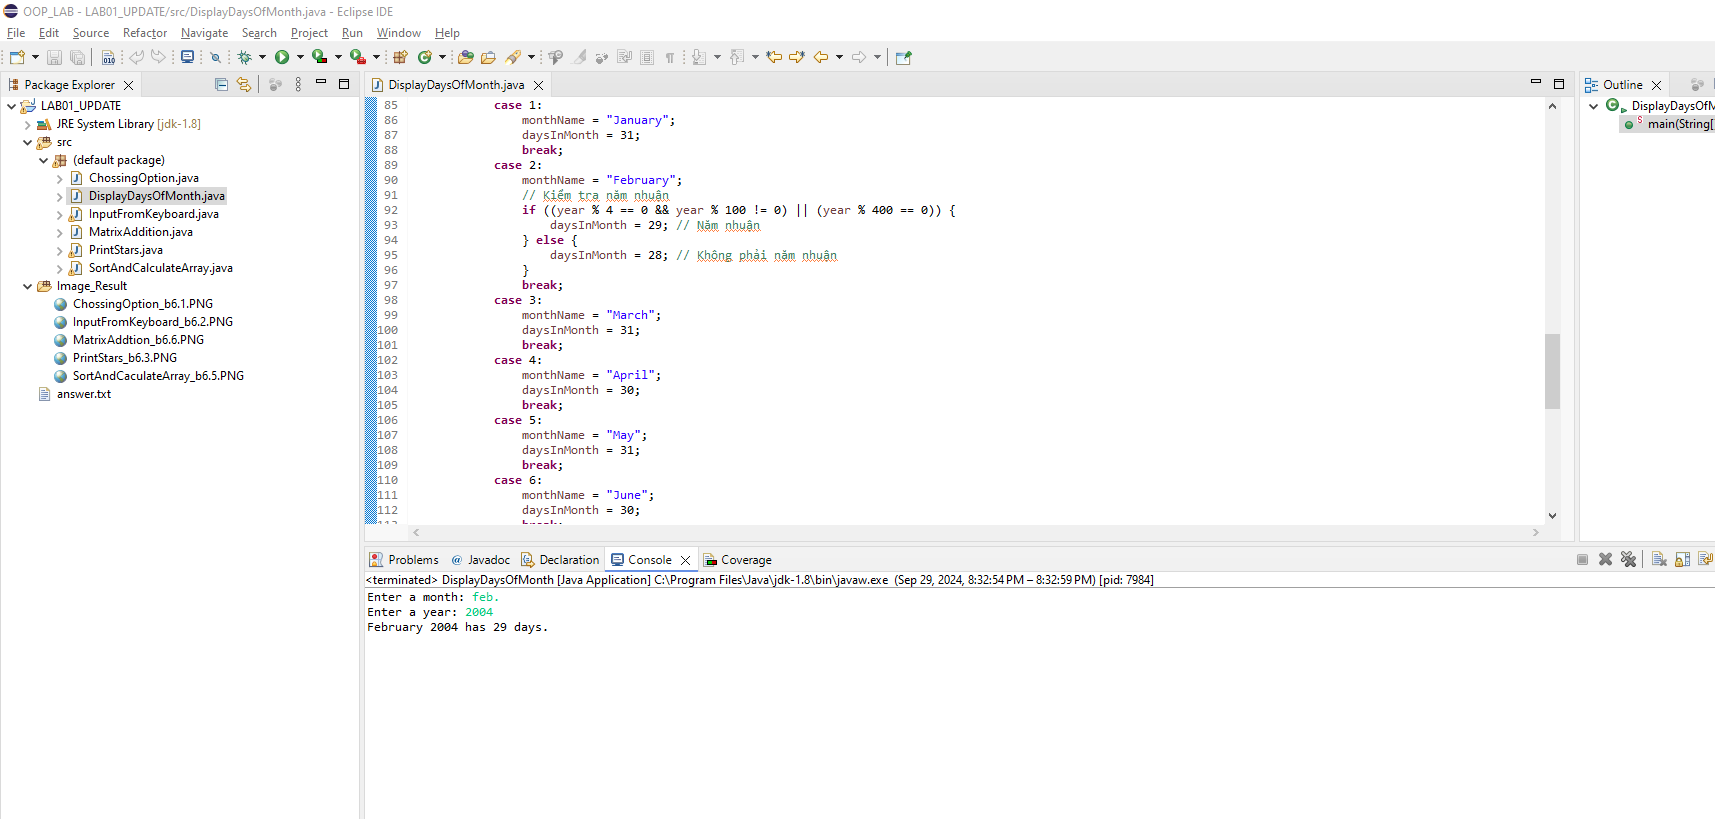 OOP_LAB - LAB01_UPDATE/src/DisplayDaysOfMonth.java - Eclipse IDE
File Edit Source Refactor Navigate Search Project Run Window Help
Package Explorer
LAB01_UPDATE
JRE System Library [jdk-1.8]
src
(default package)
ChossingOption.java
DisplayDaysOfMonth.java
InputFromKeyboard.java
MatrixAddition.java
PrintStars.java
SortAndCalculateArray.java
Image_Result
ChossingOption_b6.1.PNG
InputFromKeyboard_b6.2.PNG
MatrixAddtion_b6.6.PNG
PrintStars_b6.3.PNG
SortAndCaculateArray_b6.5.PNG
answer.txt
DisplayDaysOfMonth.java
85 case 1:
86 monthName = "January";
87 daysInMonth = 31;
88 break;
89 case 2:
90 monthName = "February";
91 // Kiểm tra năm nhuận
92 if ((year % 4 == 0 && year % 100 != 0) || (year % 400 == 0)) {
93 daysInMonth = 29; // Năm nhuận
94 } else {
95 daysInMonth = 28; // Không phải năm nhuận
96 }
97 break;
98 case 3:
99 monthName = "March";
100 daysInMonth = 31;
101 break;
102 case 4:
103 monthName = "April";
104 daysInMonth = 30;
105 break;
106 case 5:
107 monthName = "May";
108 daysInMonth = 31;
109 break;
110 case 6:
111 monthName = "June";
112 daysInMonth = 30;
Outline
DisplayDaysOfM
main(String[
Problems Javadoc Declaration Console Coverage
<terminated> DisplayDaysOfMonth [Java Application] C:\Program Files\Java\jdk-1.8\bin\javaw.exe (Sep 29, 2024, 8:32:54 PM – 8:32:59 PM) [pid: 7984]
Enter a month: feb.
Enter a year: 2004
February 2004 has 29 days.